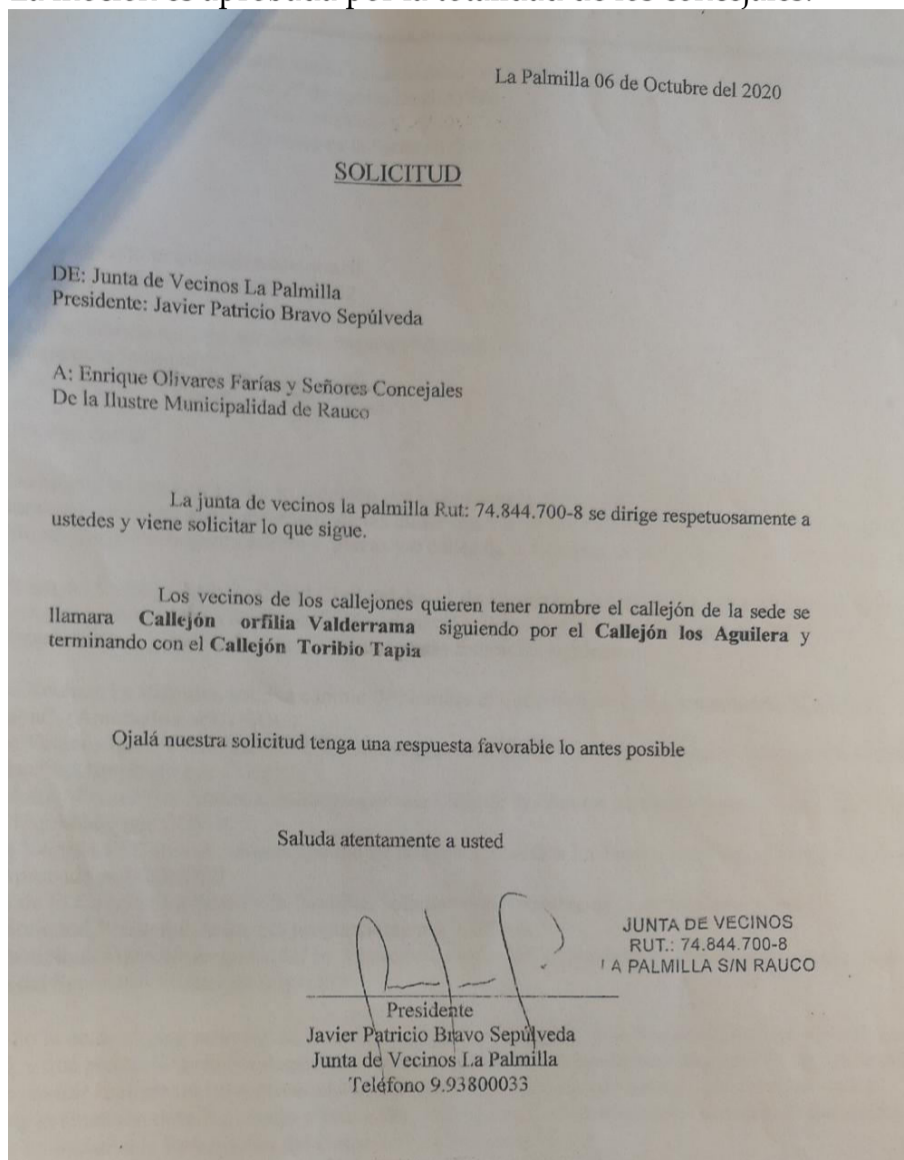 La moción es aprobada por la totalidad de los concejales.
La Palmilla 06 de Octubre del 2020
SOLICITUD
DE: Junta de Vecinos La Palmilla
Presidente: Javier Patricio Bravo Sepúlveda
A: Enrique Olivares Farías y Señores Concejales
De la Ilustre Municipalidad de Rauco
La junta de vecinos la palmilla Rut: 74.844.700-8 se dirige respetuosamente a
ustedes y viene solicitar lo que sigue.
Los vecinos de los callejones quieren tener nombre el callejón de la sede se
llamara Callejón orfilia Valderrama siguiendo por el Callejón los Aguilera y
terminando con el Callejón Toribio Tapia
Ojalá nuestra solicitud tenga una respuesta favorable lo antes posible
Saluda atentamente a usted
JUNTA DE VECINOS
RUT.: 74.844.700-8
LA PALMILLA S/N RAUCO
Presidente
Javier Patricio Bravo Sepúlveda
Junta de Vecinos La Palmilla
Teléfono 9.93800033